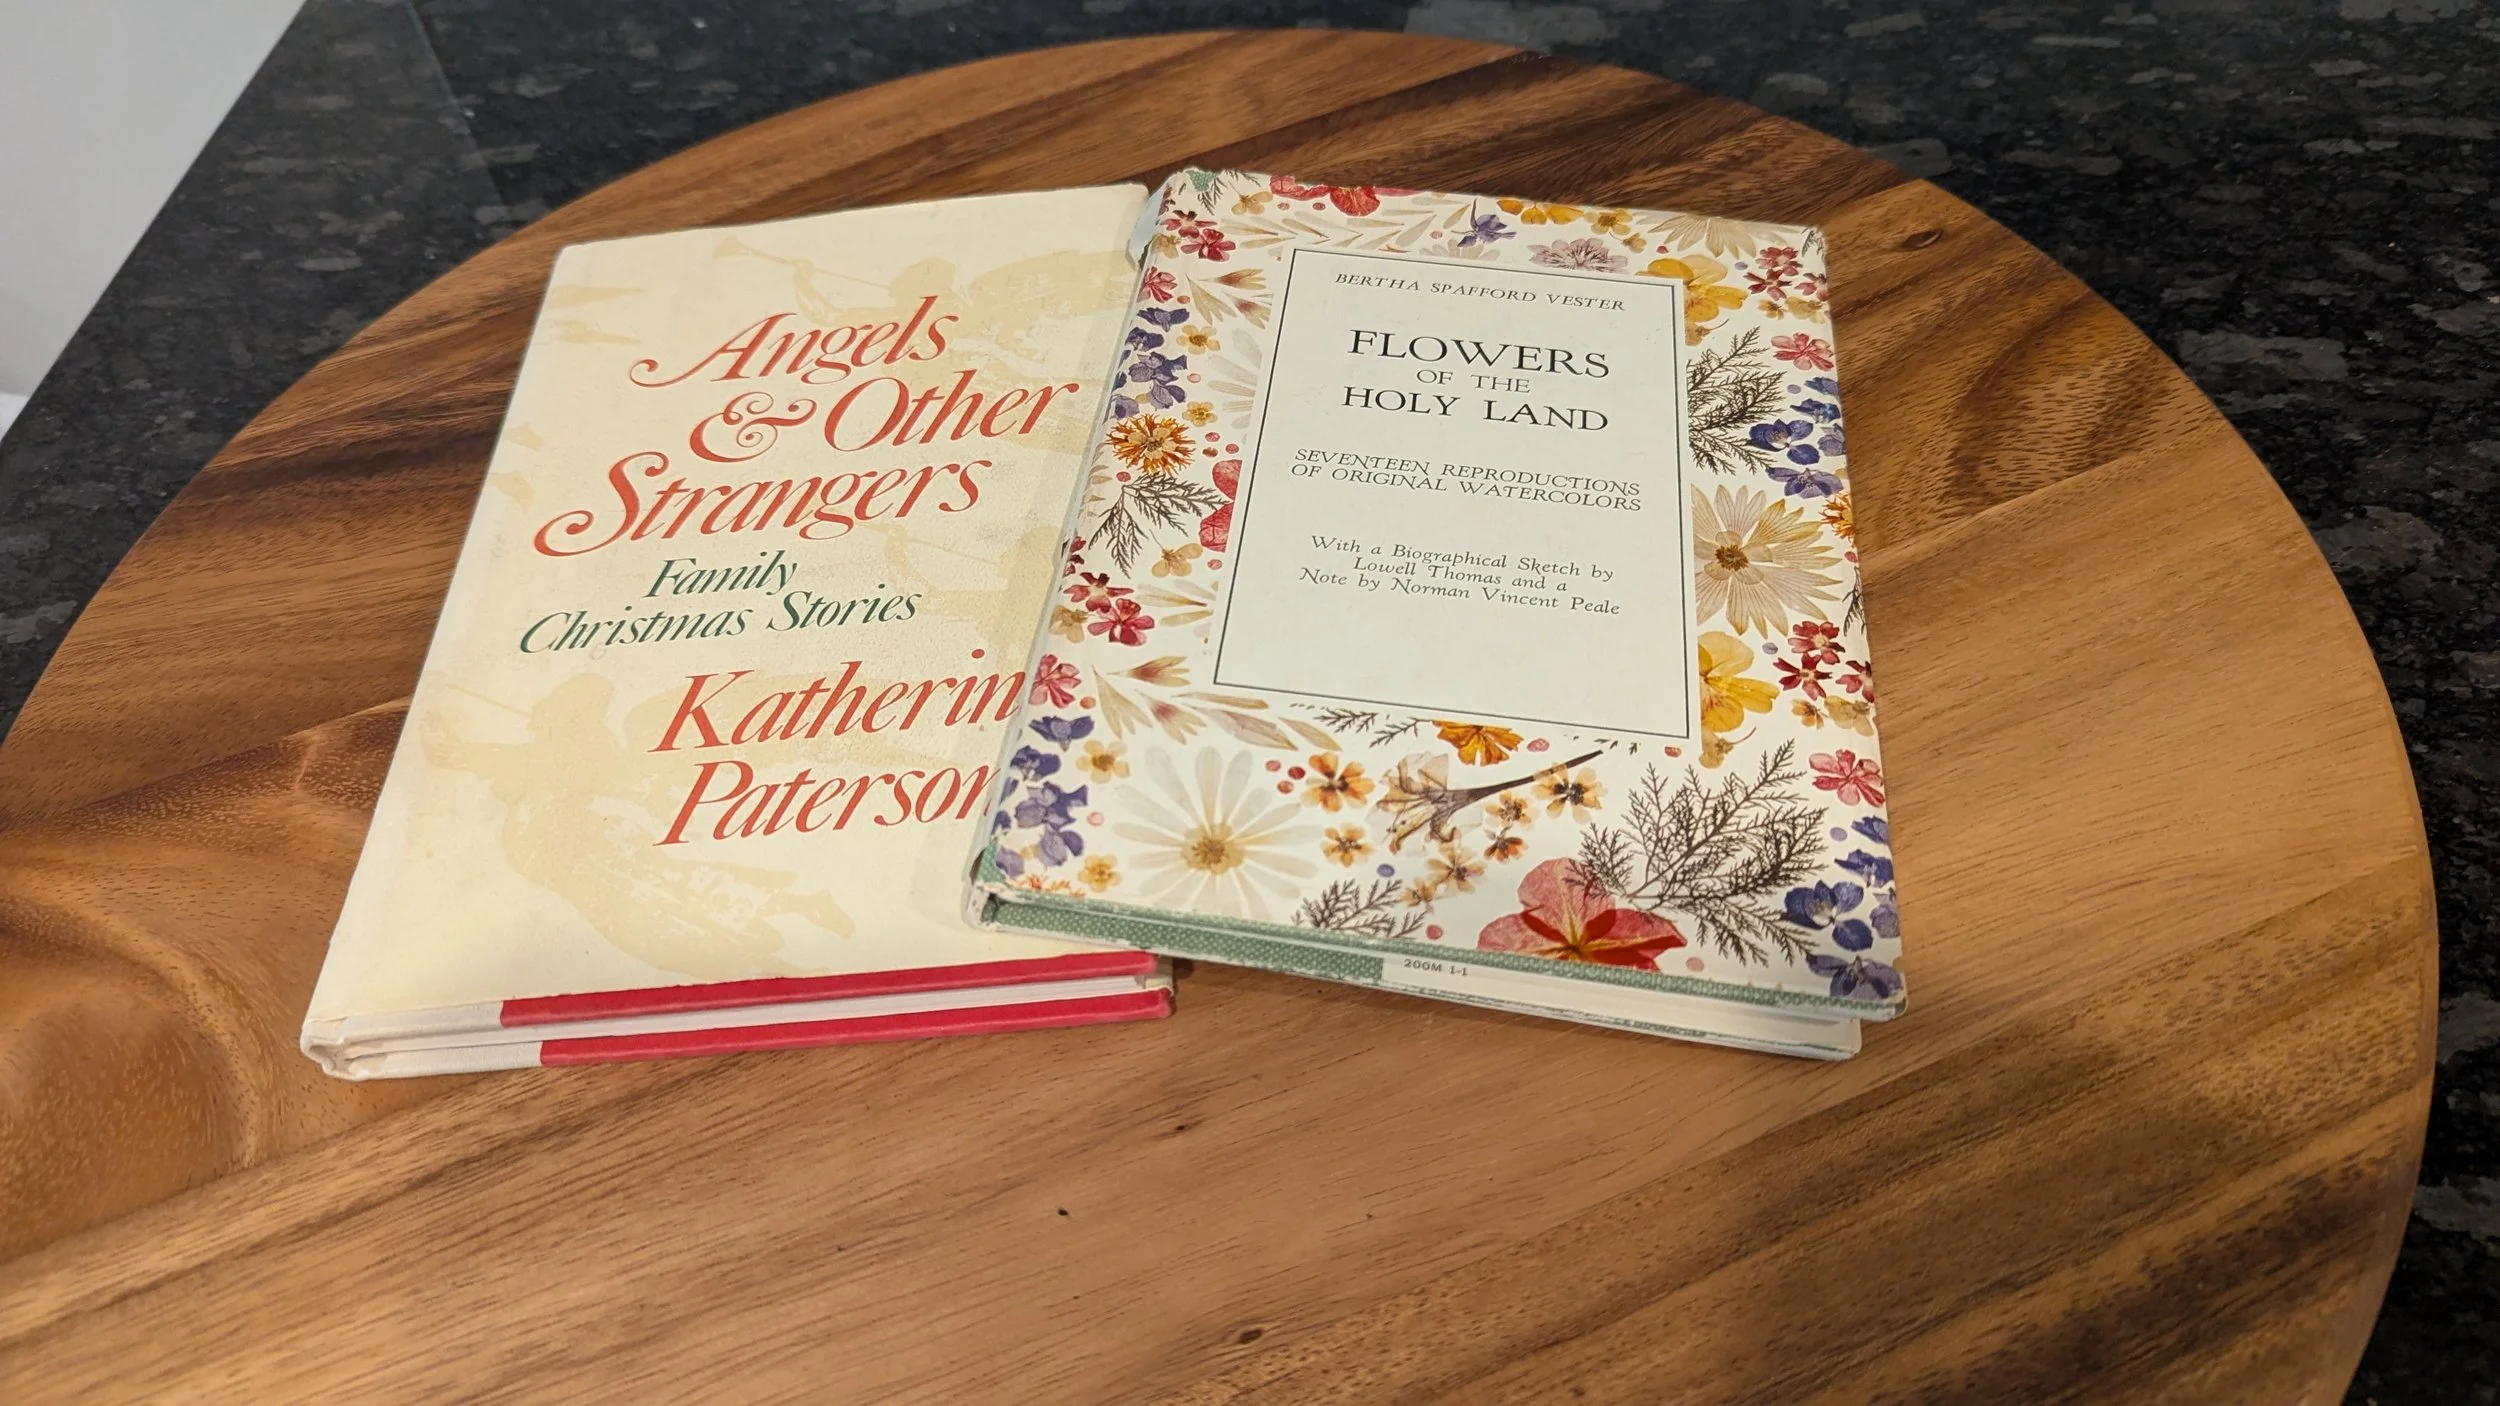 Angels
& Other
Strangers
Family
Christmas Stories
Katherin
Paterson
BERTHA SPAFFORD VESTER
FLOWERS
OF THE
HOLY LAND
SEVENTEEN REPRODUCTIONS
OF ORIGINAL WATERCOLORS
With a Biographical Sketch by
Lowell Thomas and a
Note by Norman Vincent Peale
200M 1-1